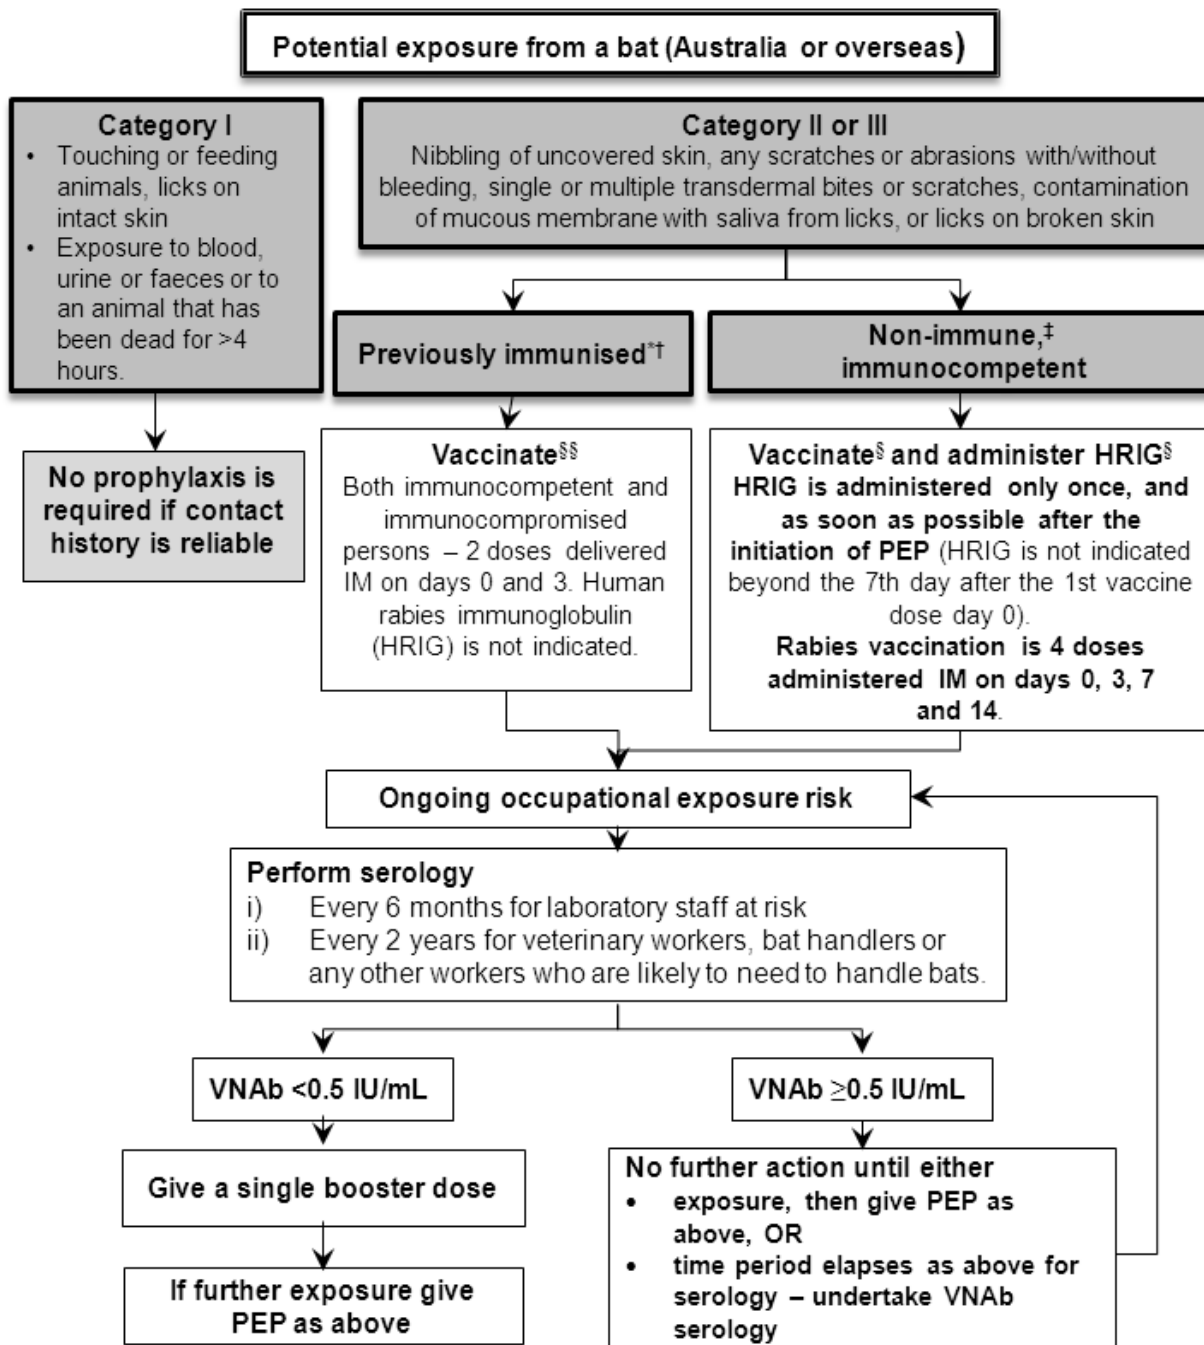 Potential exposure from a bat (Australia or overseas)
Category I
• Touching or feeding
animals, licks on
intact skin
• Exposure to blood,
urine or faeces or to
an animal that has
been dead for >4
hours.
Category II or III
Nibbling of uncovered skin, any scratches or abrasions with/without
bleeding, single or multiple transdermal bites or scratches, contamination
of mucous membrane with saliva from licks, or licks on broken skin
Previously immunised*†
Non-immune,‡
immunocompetent
No prophylaxis is
required if contact
history is reliable
Vaccinate§§
Both immunocompetent and
immunocompromised
persons – 2 doses delivered
IM on days 0 and 3. Human
rabies immunoglobulin
(HRIG) is not indicated.
Vaccinate§ and administer HRIG§
HRIG is administered only once, and
as soon as possible after the
initiation of PEP (HRIG is not indicated
beyond the 7th day after the 1st vaccine
dose day 0).
Rabies vaccination is 4 doses
administered IM on days 0, 3, 7
and 14.
Ongoing occupational exposure risk
Perform serology
i) Every 6 months for laboratory staff at risk
ii) Every 2 years for veterinary workers, bat handlers or
any other workers who are likely to need to handle bats.
VNAb <0.5 IU/mL
VNAb ≥0.5 IU/mL
Give a single booster dose
If further exposure give
PEP as above
No further action until either
• exposure, then give PEP as
above, OR
• time period elapses as above for
serology – undertake VNAb
serology